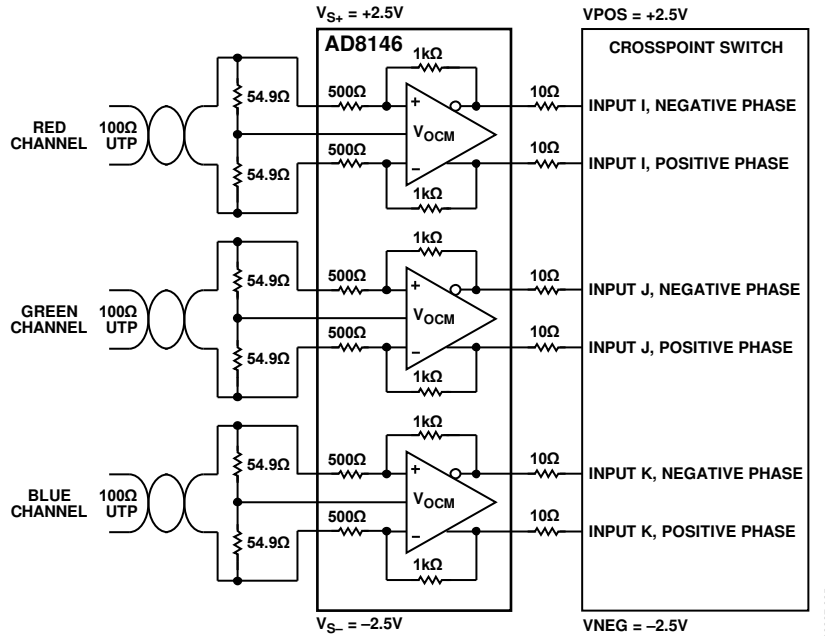 VS+ = +2.5V
VPOS = +2.5V
AD8146
CROSSPOINT SWITCH
1kΩ
500Ω
+
10Ω
INPUT I, NEGATIVE PHASE
54.9Ω
RED
CHANNEL
100Ω
UTP
VOCM
500Ω
–
10Ω
INPUT I, POSITIVE PHASE
54.9Ω
1kΩ
1kΩ
500Ω
+
10Ω
INPUT J, NEGATIVE PHASE
54.9Ω
GREEN
CHANNEL
100Ω
UTP
VOCM
500Ω
–
10Ω
INPUT J, POSITIVE PHASE
54.9Ω
1kΩ
1kΩ
500Ω
+
10Ω
INPUT K, NEGATIVE PHASE
54.9Ω
BLUE
CHANNEL
100Ω
UTP
VOCM
500Ω
–
10Ω
INPUT K, POSITIVE PHASE
54.9Ω
1kΩ
VS– = –2.5V
VNEG = –2.5V